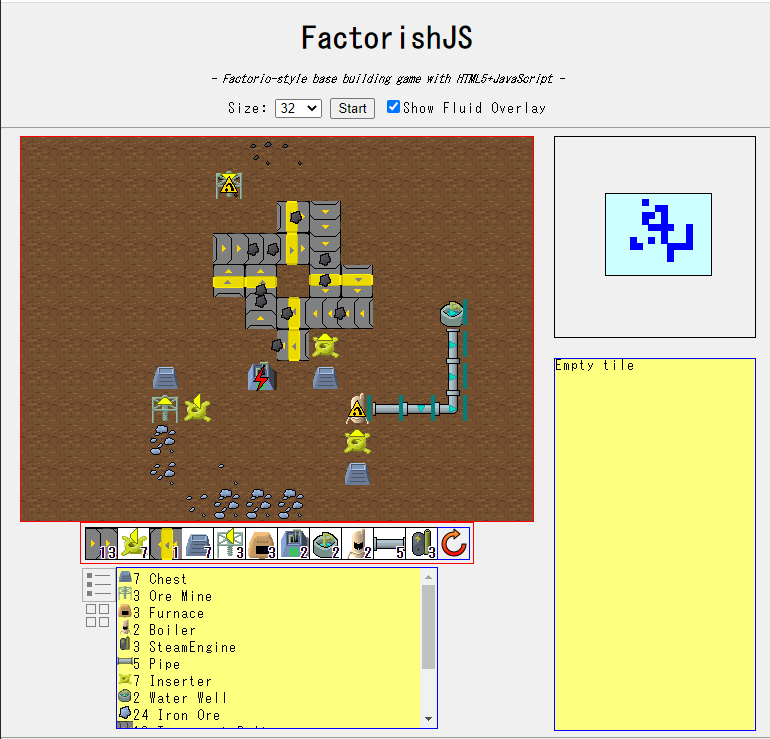 FactorishJS
- Factorio-style base building game with HTML5+JavaScript -
Size: 32 Start Show Fluid Overlay
Empty tile
13 7 1 7 3 3 2 2 2 5 3
7 Chest
3 Ore Mine
3 Furnace
2 Boiler
3 SteamEngine
5 Pipe
7 Inserter
2 Water Well
24 Iron Ore